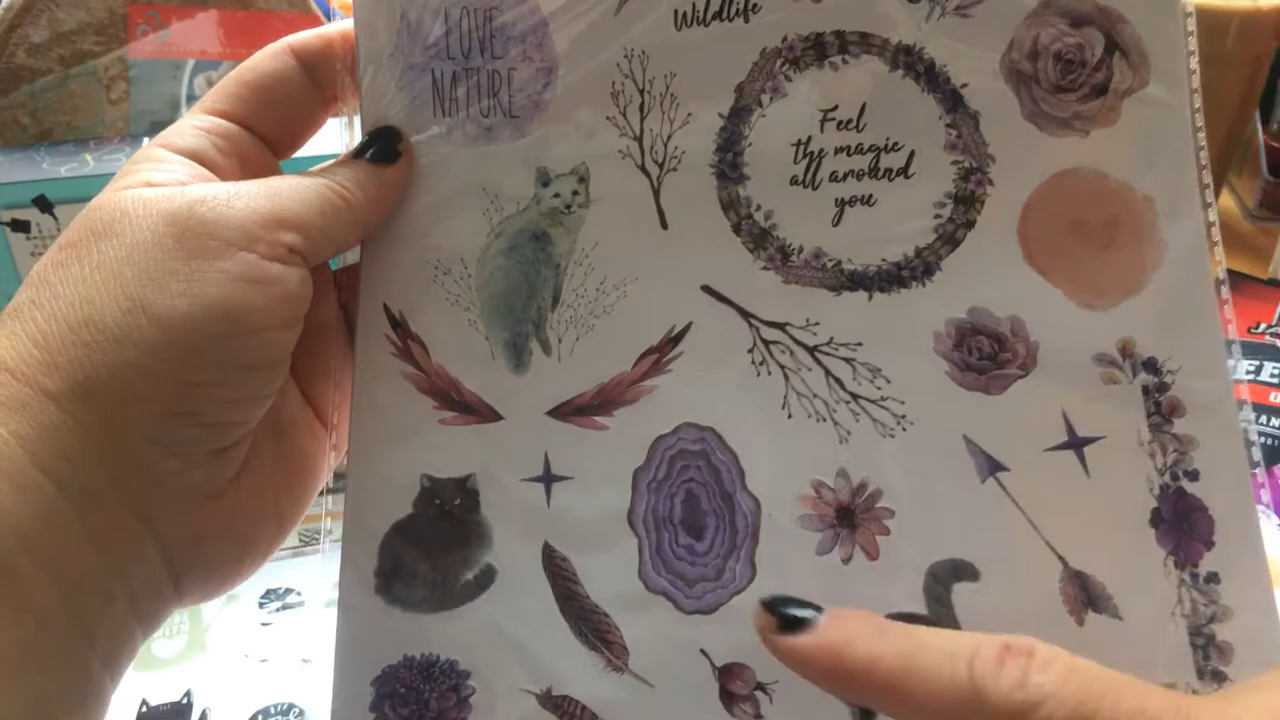 LOVE
NATURE
Wildlife
Feel
the magic
all around
you